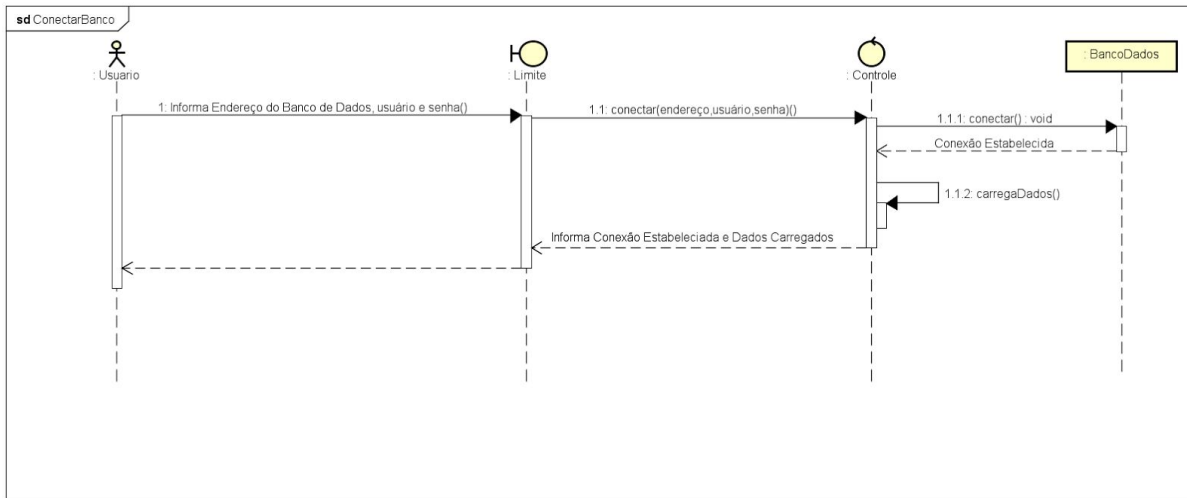 sd ConectarBanco
: Usuario
: Limite
: Controle
: BancoDados
1: Informa Endereço do Banco de Dados, usuário e senha()
1.1: conectar(endereço,usuário,senha)()
1.1.1: conectar() : void
Conexão Estabelecida
1.1.2: carregaDados()
Informa Conexão Estabeleciada e Dados Carregados